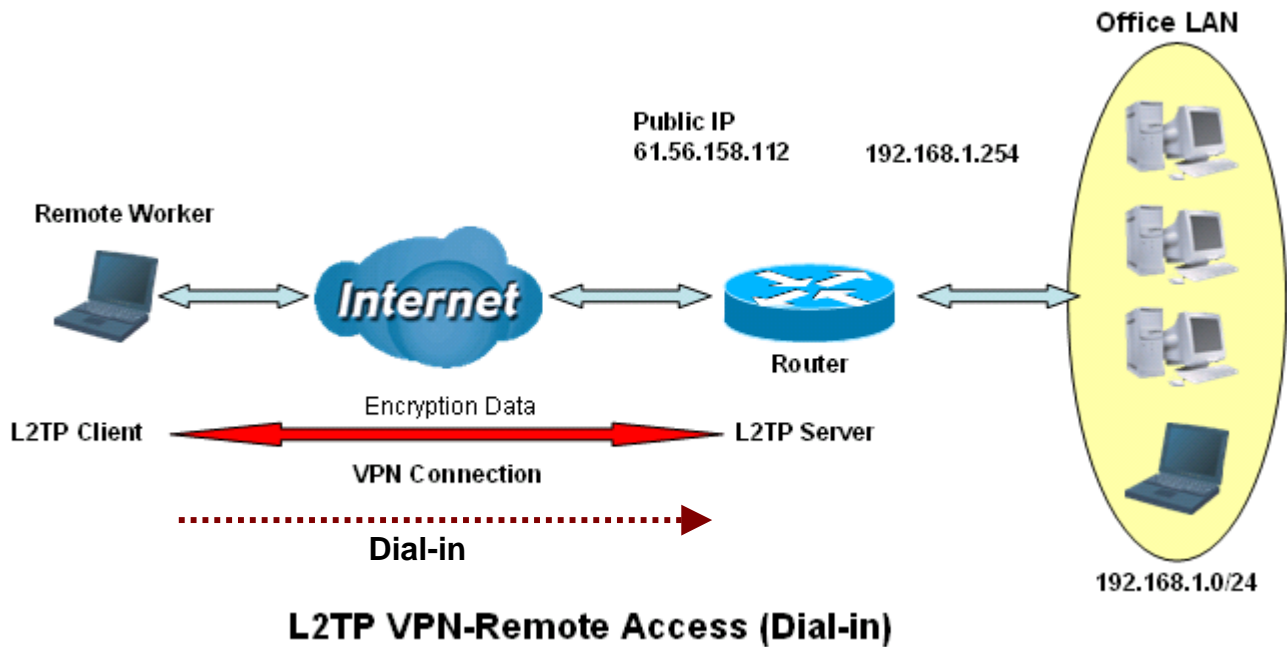 Office LAN
Public IP
61.56.158.112
192.168.1.254
Remote Worker
Internet
Router
Encryption Data
L2TP Client
L2TP Server
VPN Connection
Dial-in
192.168.1.0/24
L2TP VPN-Remote Access (Dial-in)